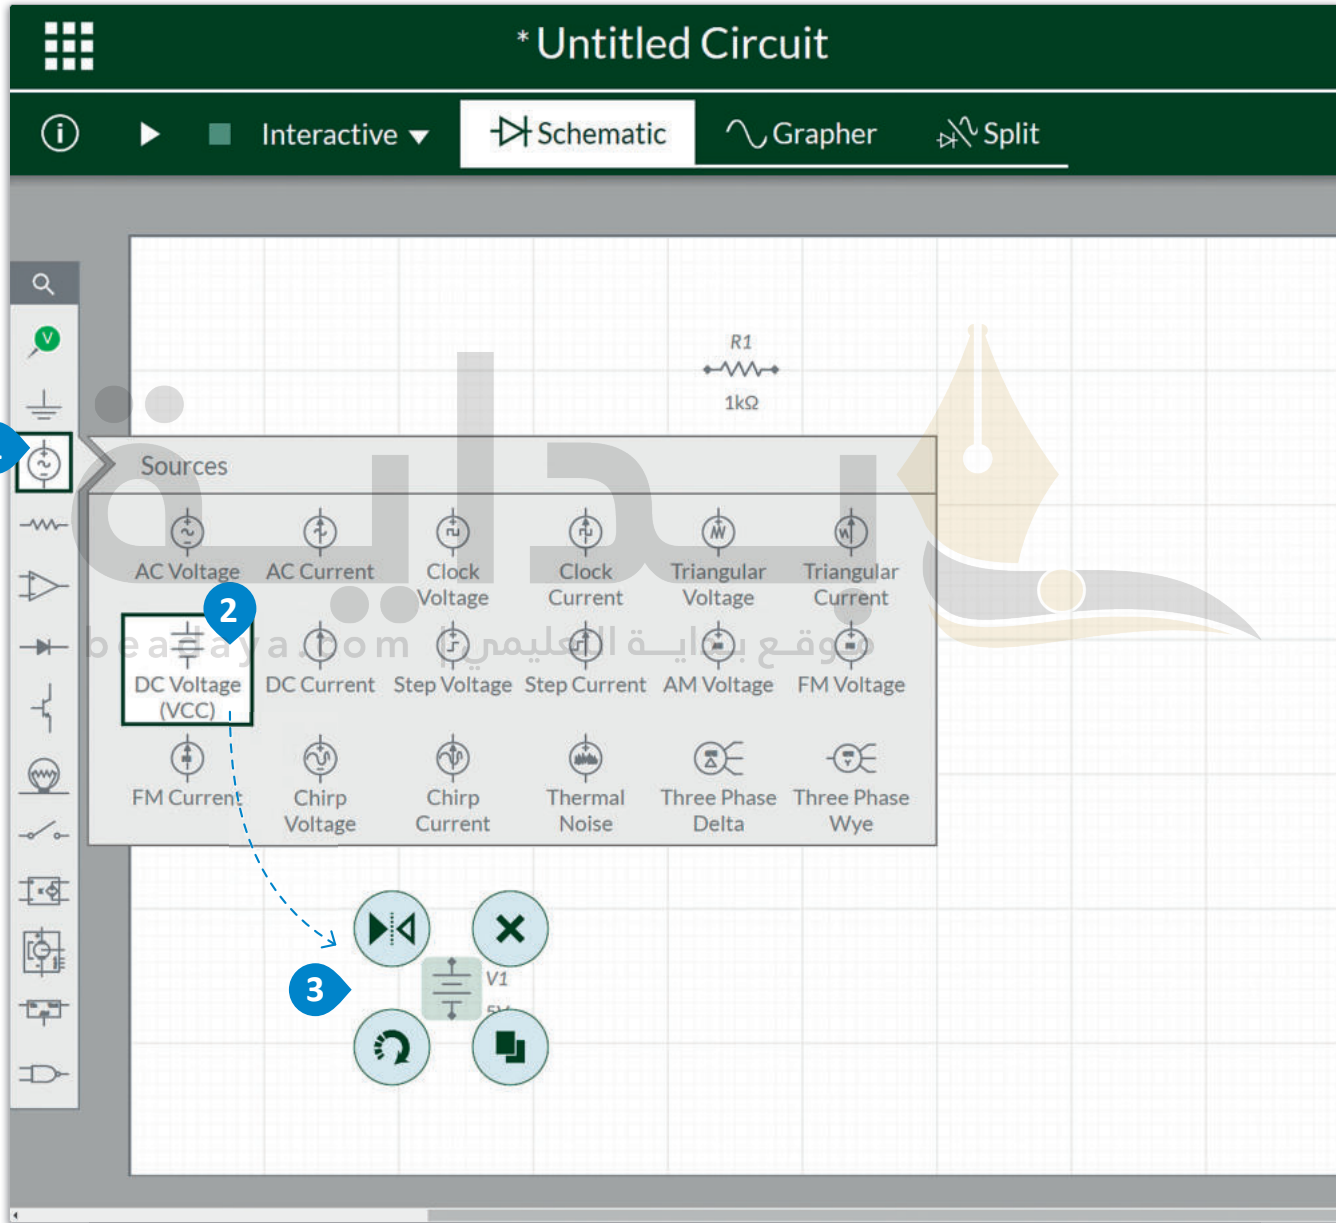 * Untitled Circuit
i Interactive Schematic Grapher Split
V
R1
1kΩ
Sources
AC Voltage
AC Current
Clock Voltage
Clock Current
Triangular Voltage
Triangular Current
2
DC Voltage (VCC)
DC Current
Step Voltage
Step Current
AM Voltage
FM Voltage
FM Current
Chirp Voltage
Chirp Current
Thermal Noise
Three Phase Delta
Three Phase Wye
3
V1
5V
بداية
beadaya.com | موقع بداية التعليمي